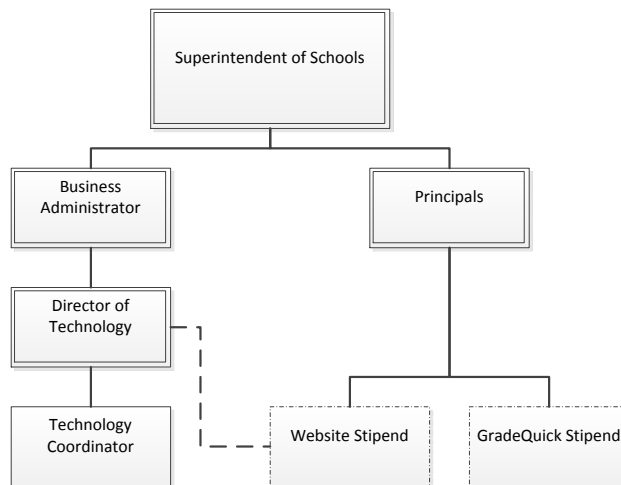 Superintendent of Schools
Business
Administrator
Principals
Director of
Technology
Technology
Coordinator
Website Stipend
GradeQuick Stipend